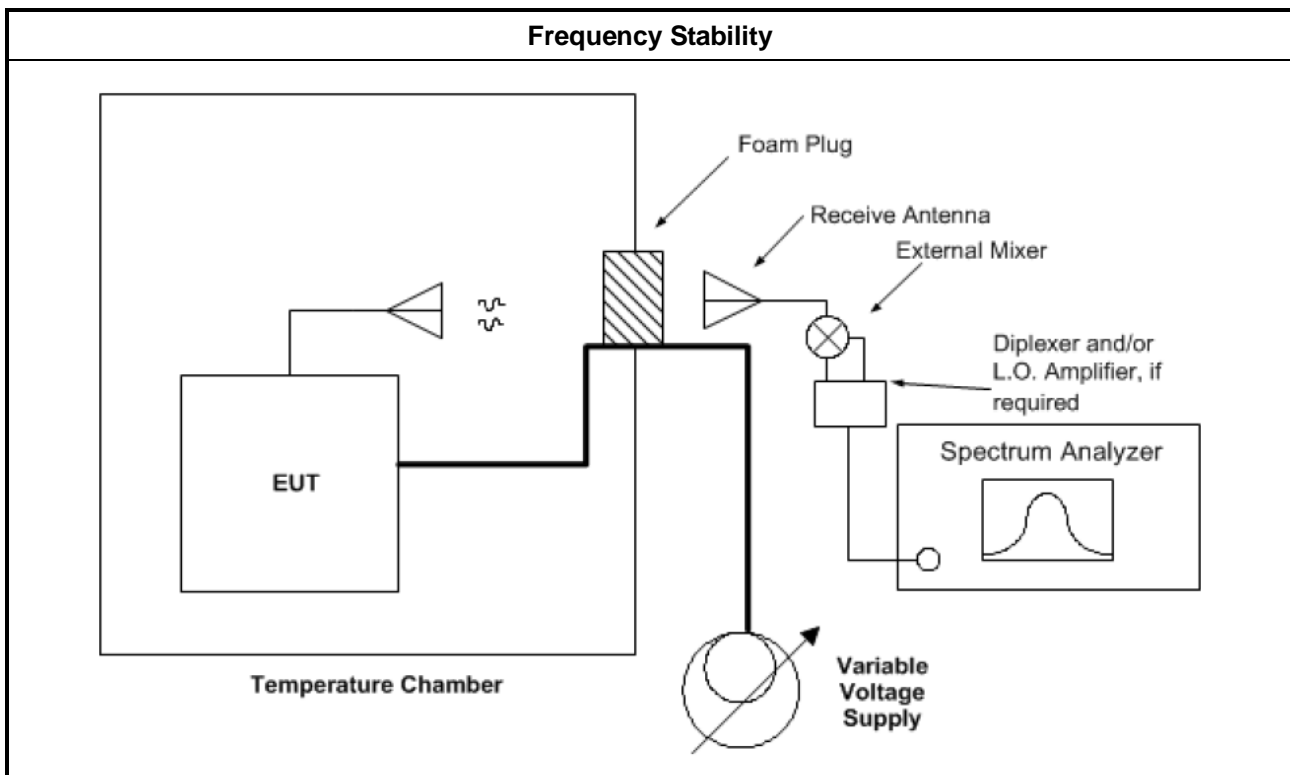 Frequency Stability
Foam Plug
Receive Antenna
External Mixer
Diplexer and/or
L.O. Amplifier, if
required
Spectrum Analyzer
EUT
Temperature Chamber
Variable
Voltage
Supply